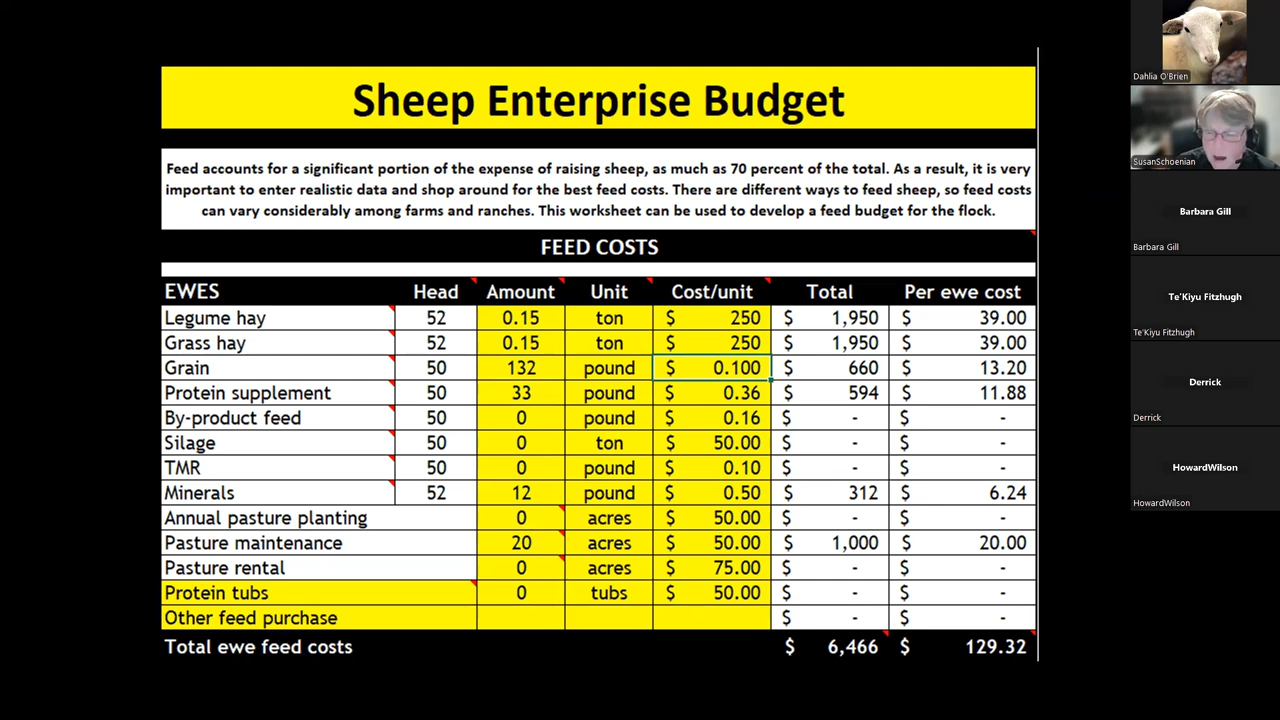 Sheep Enterprise Budget
Feed accounts for a significant portion of the expense of raising sheep, as much as 70 percent of the total. As a result, it is very
important to enter realistic data and shop around for the best feed costs. There are different ways to feed sheep, so feed costs
can vary considerably among farms and ranches. This worksheet can be used to develop a feed budget for the flock.
FEED COSTS
EWES Head Amount Unit Cost/unit Total Per ewe cost
Legume hay 52 0.15 ton $ 250 $ 1,950 $ 39.00
Grass hay 52 0.15 ton $ 250 $ 1,950 $ 39.00
Grain 50 132 pound $ 0.100 $ 660 $ 13.20
Protein supplement 50 33 pound $ 0.36 $ 594 $ 11.88
By-product feed 50 0 pound $ 0.16 $ - $ -
Silage 50 0 ton $ 50.00 $ - $ -
TMR 50 0 pound $ 0.10 $ - $ -
Minerals 52 12 pound $ 0.50 $ 312 $ 6.24
Annual pasture planting 0 acres $ 50.00 $ - $ -
Pasture maintenance 20 acres $ 50.00 $ 1,000 $ 20.00
Pasture rental 0 acres $ 75.00 $ - $ -
Protein tubs 0 tubs $ 50.00 $ - $ -
Other feed purchase $ - $ -
Total ewe feed costs $ 6,466 $ 129.32
Dahlia O'Brien
SusanSchoenian
Barbara Gill
Barbara Gill
Te'Kiyu Fitzhugh
Te'Kiyu Fitzhugh
Derrick
Derrick
HowardWilson
HowardWilson